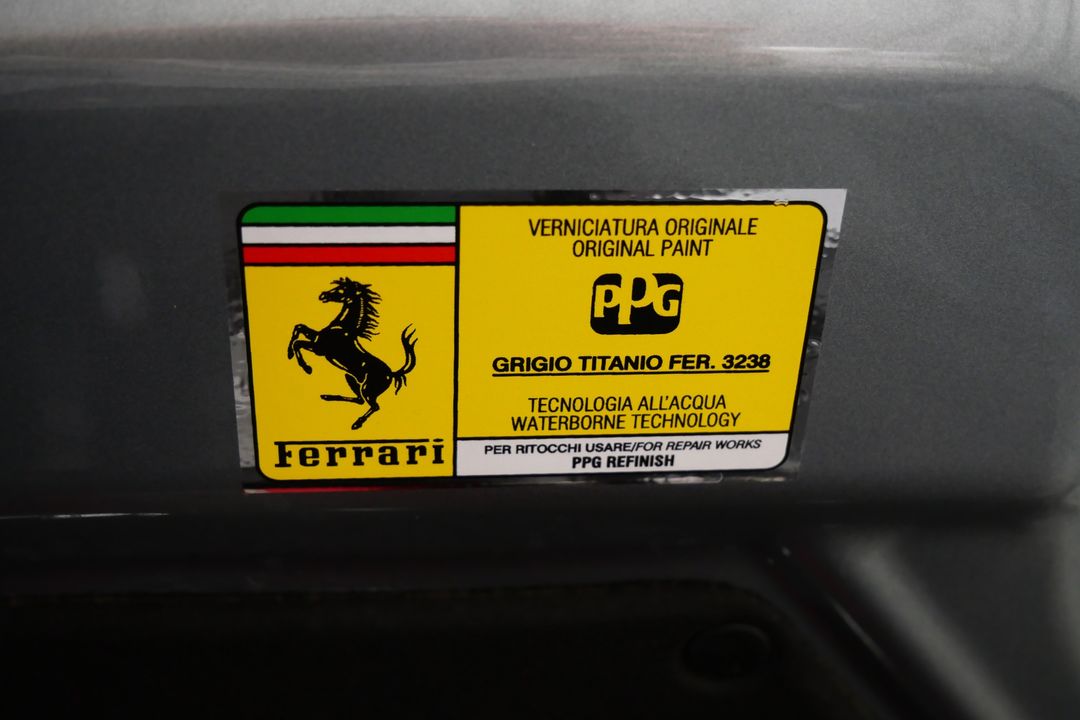 VERNICIATURA ORIGINALE
ORIGINAL PAINT
PPG
GRIGIO TITANIO FER. 3238
TECNOLOGIA ALL'ACQUA
WATERBORNE TECHNOLOGY
Ferrari
PER RITOCCHI USARE/FOR REPAIR WORKS
PPG REFINISH